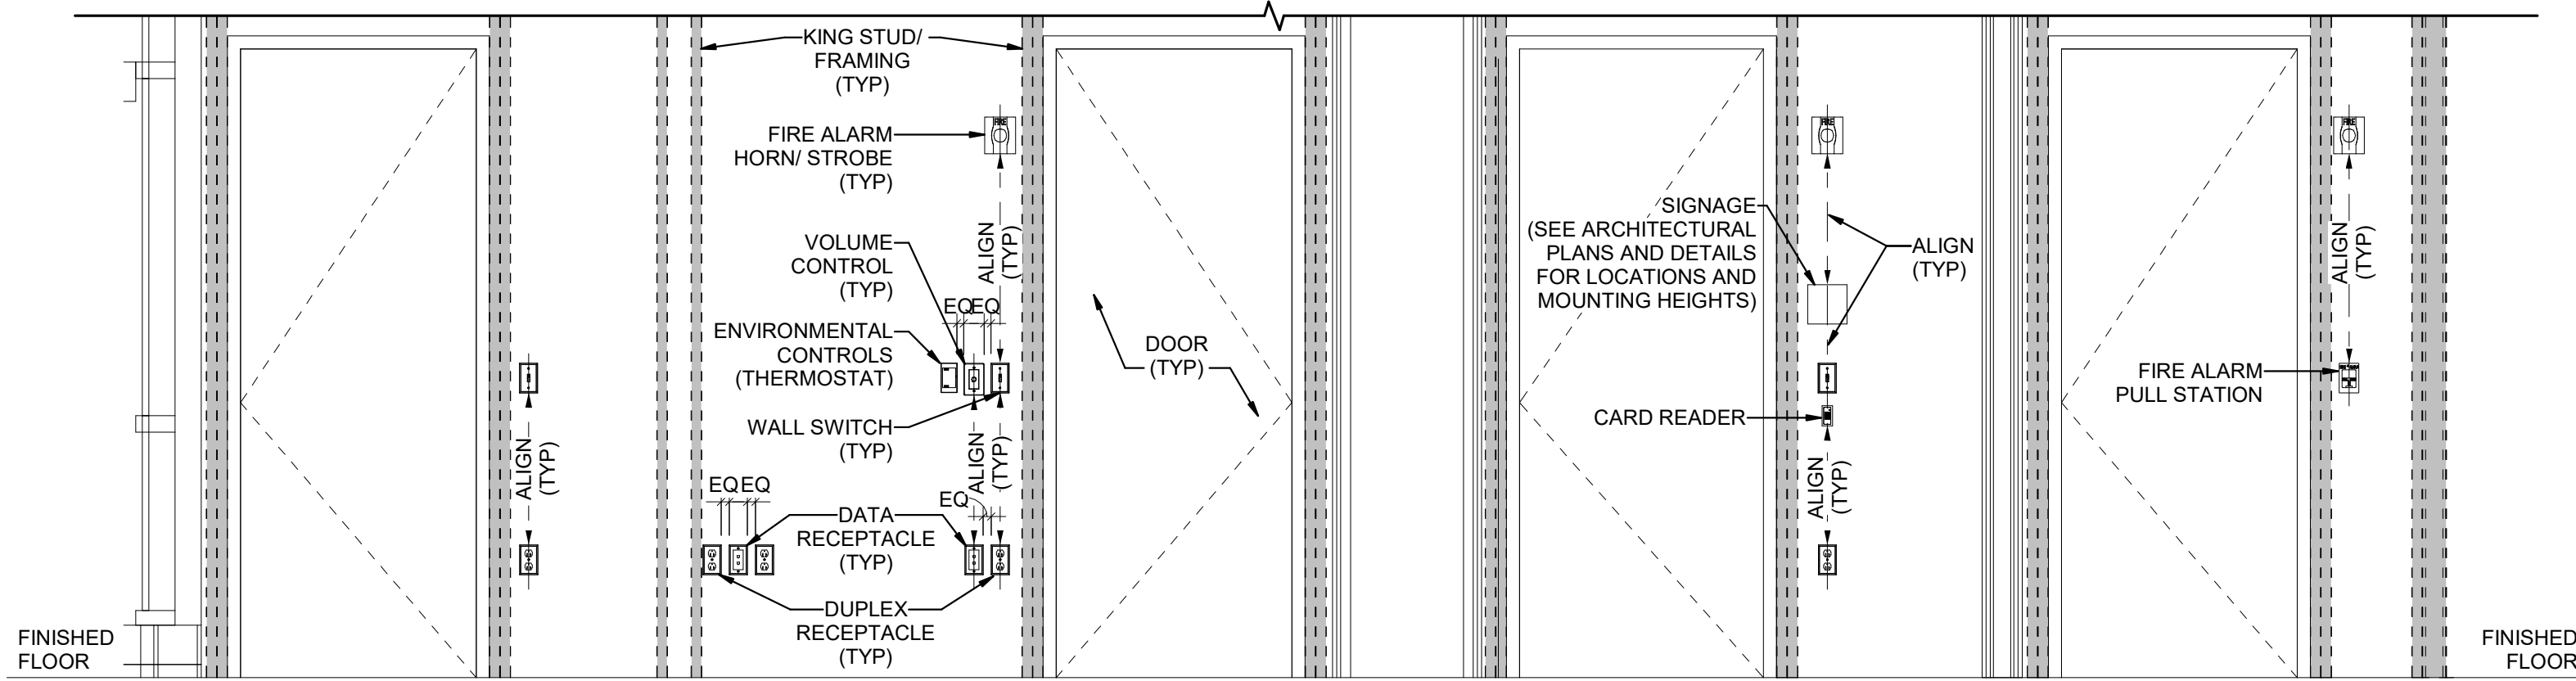 KING STUD/
FRAMING
(TYP)
FIRE ALARM
HORN/ STROBE
(TYP)
FIRE
VOLUME
CONTROL
(TYP)
ALIGN
(TYP)
EQ EQ
ENVIRONMENTAL
CONTROLS
(THERMOSTAT)
WALL SWITCH
(TYP)
ALIGN
(TYP)
ALIGN
(TYP)
EQ EQ
EQ
DATA
RECEPTACLE
(TYP)
DUPLEX
RECEPTACLE
(TYP)
DOOR
(TYP)
FIRE
SIGNAGE
(SEE ARCHITECTURAL
PLANS AND DETAILS
FOR LOCATIONS AND
MOUNTING HEIGHTS)
ALIGN
(TYP)
CARD READER
ALIGN
(TYP)
FIRE
ALIGN
(TYP)
FIRE ALARM
PULL STATION
FINISHED
FLOOR
FINISHED
FLOOR